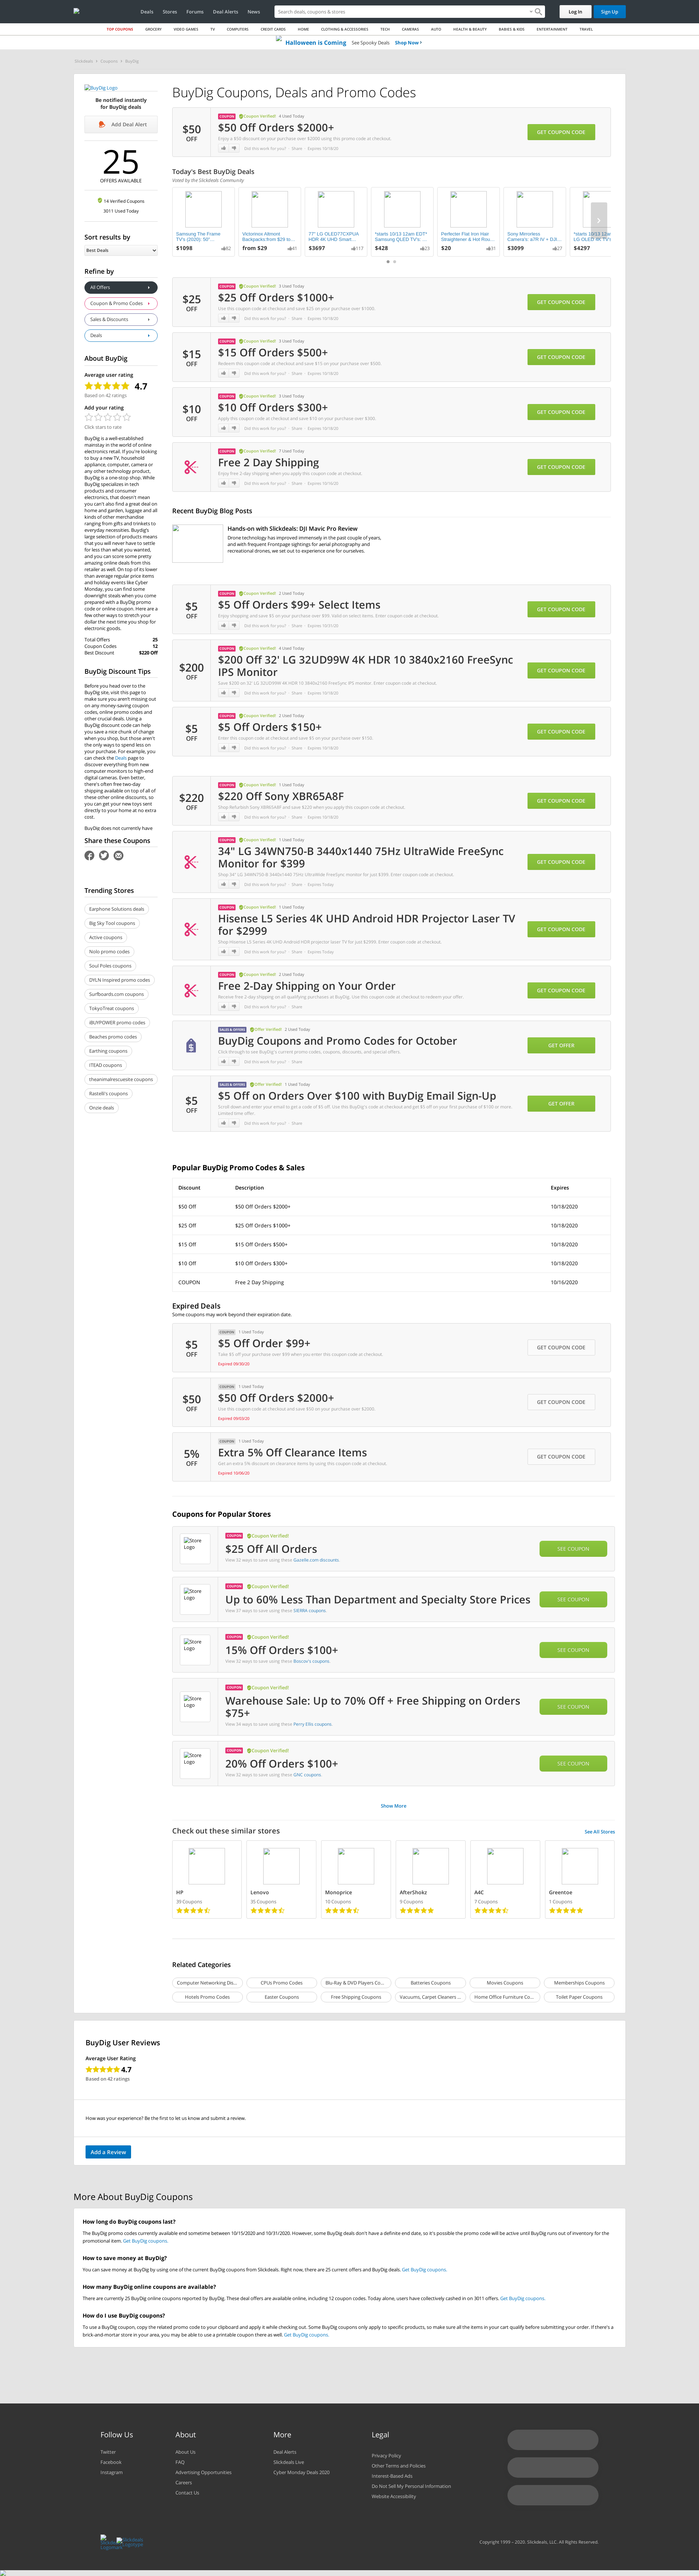 Deals Stores Forums Deal Alerts News
Search deals, coupons & stores
Log In Sign Up
TOP COUPONS GROCERY VIDEO GAMES TV COMPUTERS CREDIT CARDS HOME CLOTHING & ACCESSORIES TECH CAMERAS AUTO HEALTH & BEAUTY BABIES & KIDS ENTERTAINMENT TRAVEL
Halloween is Coming See Spooky Deals Shop Now ›
Slickdeals > Coupons > BuyDig
BuyDig Logo
Be notified instantly
for BuyDig deals
Add Deal Alert
25
OFFERS AVAILABLE
14 Verified Coupons
3011 Used Today
Sort results by
Best Deals
Refine by
All Offers
Coupon & Promo Codes
Sales & Discounts
Deals
About BuyDig
Average user rating
4.7
Based on 42 ratings
Add your rating
Click stars to rate
BuyDig is a well-established
mainstay in the world of online
electronics retail. If you're looking
to buy a new TV, household
appliance, computer, camera or
any other technology product,
BuyDig is a one-stop shop. While
BuyDig specializes in tech
products and consumer
electronics, that doesn't mean
you can't also find a great deal on
home and garden, luggage and all
kinds of other merchandise
ranging from gifts and trinkets to
everyday necessities. Buydig's
large selection of products means
that you will never have to settle
for less than what you wanted,
and you can score some pretty
amazing online deals from this
retailer as well. On top of its lower
than average regular price items
and holiday events like Cyber
Monday, you can find some
downright steals when you come
prepared with a BuyDig promo
code or online coupon. Here are a
few other ways to stretch the
value of your dollar the next time
you go shopping for new
electronic goods.
Total Offers 25
Coupon Codes 12
Best Discount $220 Off
BuyDig Discount Tips
Before you head over to the
BuyDig site, visit this page to
make sure you aren't missing out
on any money-saving coupon
codes, online promo codes and
other crucial deals. Using a
BuyDig discount code can help
you save a nice chunk of change
when you shop, but these aren't
the only ways to spend less on
your purchase. For example, you
can check the Deals page to
discover everything from new
computer monitors to high-end
digital cameras. Even better,
there's often free two-day
shipping available on top of all of
these other online discounts, so
you can get your new toys sent
directly to your home at no extra
cost.
BuyDig does not currently have
Share these Coupons
Trending Stores
Earphone Solutions deals
Big Sky Tool coupons
Active coupons
Nolo promo codes
Soul Poles coupons
DYLN Inspired promo codes
Surfboards.com coupons
TokyoTreat coupons
iBUYPOWER promo codes
Beaches promo codes
Earthing coupons
ITEAD coupons
theanimalrescuesite coupons
Rastelli's coupons
Onzie deals
BuyDig Coupons, Deals and Promo Codes
$50 OFF
COUPON Coupon Verified! 4 Used Today
$50 Off Orders $2000+
Enjoy a $50 discount on your purchase over $2000 using this promo code at checkout.
Did this work for you? Share Expires 10/18/20
GET COUPON CODE
Today's Best BuyDig Deals
Voted by the Slickdeals Community
Samsung The Frame TV's (2020): 50"... $1098 82
Victorinox Altmont Backpacks from $29 to... from $29 41
77" LG OLED77CXPUA HDR 4K UHD Smart... $3697 117
*starts 10/13 12am EDT* Samsung QLED TV's: ... $428 23
Perfecter Flat Iron Hair Straightener & Hot Rou... $20 31
Sony Mirrorless Camera's: a7R IV + DJI... $3099 27
*starts 10/13 12a LG OLED 4K TV's $4297
$25 OFF
COUPON Coupon Verified! 3 Used Today
$25 Off Orders $1000+
Use this coupon code at checkout and save $25 on your purchase over $1000.
Did this work for you? Share Expires 10/18/20
GET COUPON CODE
$15 OFF
COUPON Coupon Verified! 3 Used Today
$15 Off Orders $500+
Redeem this coupon code at checkout and save $15 on your purchase over $500.
Did this work for you? Share Expires 10/18/20
GET COUPON CODE
$10 OFF
COUPON Coupon Verified! 3 Used Today
$10 Off Orders $300+
Apply this coupon code at checkout and save $10 on your purchase over $300.
Did this work for you? Share Expires 10/18/20
GET COUPON CODE
COUPON Coupon Verified! 7 Used Today
Free 2 Day Shipping
Enjoy free 2-day shipping when you apply this coupon code at checkout.
Did this work for you? Share Expires 10/16/20
GET COUPON CODE
Recent BuyDig Blog Posts
Hands-on with Slickdeals: DJI Mavic Pro Review
Drone technology has improved immensely in the past couple of years,
and with frequent Frontpage sightings for aerial photography and
recreational drones, we set out to experience one for ourselves.
$5 OFF
COUPON Coupon Verified! 2 Used Today
$5 Off Orders $99+ Select Items
Enjoy shopping and save $5 on your purchase over $99. Valid on select items. Enter coupon code at checkout.
Did this work for you? Share Expires 10/31/20
GET COUPON CODE
$200 OFF
COUPON Coupon Verified! 4 Used Today
$200 Off 32' LG 32UD99W 4K HDR 10 3840x2160 FreeSync
IPS Monitor
Save $200 on 32' LG 32UD99W 4K HDR 10 3840x2160 FreeSync IPS monitor. Enter coupon code at checkout.
Did this work for you? Share Expires 10/18/20
GET COUPON CODE
$5 OFF
COUPON Coupon Verified! 2 Used Today
$5 Off Orders $150+
Enter this coupon code at checkout and save $5 on your purchase over $150.
Did this work for you? Share Expires 10/18/20
GET COUPON CODE
$220 OFF
COUPON Coupon Verified! 1 Used Today
$220 Off Sony XBR65A8F
Shop Refurbish Sony XBR65A8F and save $220 when you apply this coupon code at checkout.
Did this work for you? Share Expires 10/18/20
GET COUPON CODE
COUPON Coupon Verified! 1 Used Today
34" LG 34WN750-B 3440x1440 75Hz UltraWide FreeSync
Monitor for $399
Shop 34" LG 34WN750-B 3440x1440 75Hz UltraWide FreeSync monitor for just $399. Enter coupon code at checkout.
Did this work for you? Share Expires Today
GET COUPON CODE
COUPON Coupon Verified! 1 Used Today
Hisense L5 Series 4K UHD Android HDR Projector Laser TV
for $2999
Shop Hisense L5 Series 4K UHD Android HDR projector laser TV for just $2999. Enter coupon code at checkout.
Did this work for you? Share Expires Today
GET COUPON CODE
COUPON Coupon Verified! 2 Used Today
Free 2-Day Shipping on Your Order
Receive free 2-day shipping on all qualifying purchases at BuyDig. Use this coupon code at checkout to redeem your offer.
Did this work for you? Share
GET COUPON CODE
SALES & OFFERS Offer Verified! 2 Used Today
BuyDig Coupons and Promo Codes for October
Click through to see BuyDig's current promo codes, coupons, discounts, and special offers
Did this work for you? Share
GET OFFER
$5 OFF
SALES & OFFERS Offer Verified! 1 Used Today
$5 Off on Orders Over $100 with BuyDig Email Sign-Up
Scroll down and enter your email to get a code of $5 off. Use this BuyDig's code at checkout and get $5 off on your first purchase of $100 or more.
Limited time offer.
Did this work for you? Share
GET OFFER
Popular BuyDig Promo Codes & Sales
Discount Description Expires
$50 Off $50 Off Orders $2000+ 10/18/2020
$25 Off $25 Off Orders $1000+ 10/18/2020
$15 Off $15 Off Orders $500+ 10/18/2020
$10 Off $10 Off Orders $300+ 10/18/2020
COUPON Free 2 Day Shipping 10/16/2020
Expired Deals
Some coupons may work beyond their expiration date.
$5 OFF
COUPON 1 Used Today
$5 Off Order $99+
Take $5 off your purchase over $99 when you enter this coupon code at checkout.
Expired 09/30/20
GET COUPON CODE
$50 OFF
COUPON 1 Used Today
$50 Off Orders $2000+
Use this coupon code at checkout and save $50 on your purchase over $2000.
Expired 09/03/20
GET COUPON CODE
5% OFF
COUPON 1 Used Today
Extra 5% Off Clearance Items
Get an extra 5% discount on clearance items by using this coupon code at checkout.
Expired 10/06/20
GET COUPON CODE
Coupons for Popular Stores
Store Logo
COUPON Coupon Verified!
$25 Off All Orders
View 32 ways to save using these Gazelle.com discounts.
SEE COUPON
Store Logo
COUPON Coupon Verified!
Up to 60% Less Than Department and Specialty Store Prices
View 37 ways to save using these SIERRA coupons.
SEE COUPON
Store Logo
COUPON Coupon Verified!
15% Off Orders $100+
View 32 ways to save using these Boscov's coupons.
SEE COUPON
Store Logo
COUPON Coupon Verified!
Warehouse Sale: Up to 70% Off + Free Shipping on Orders
$75+
View 34 ways to save using these Perry Ellis coupons.
SEE COUPON
Store Logo
COUPON Coupon Verified!
20% Off Orders $100+
View 32 ways to save using these GNC coupons.
SEE COUPON
Show More
Check out these similar stores See All Stores
HP 39 Coupons
Lenovo 35 Coupons
Monoprice 10 Coupons
AfterShokz 9 Coupons
A4C 7 Coupons
Greentoe 1 Coupons
Related Categories
Computer Networking Dis... CPUs Promo Codes Blu-Ray & DVD Players Co... Batteries Coupons Movies Coupons Memberships Coupons
Hotels Promo Codes Easter Coupons Free Shipping Coupons Vacuums, Carpet Cleaners ... Home Office Furniture Co... Toilet Paper Coupons
BuyDig User Reviews
Average User Rating
4.7
Based on 42 ratings
How was your experience? Be the first to let us know and submit a review.
Add a Review
More About BuyDig Coupons
How long do BuyDig coupons last?
The BuyDig promo codes currently available end sometime between 10/15/2020 and 10/31/2020. However, some BuyDig deals don't have a definite end date, so it's possible the promo code will be active until BuyDig runs out of inventory for the
promotional item. Get BuyDig coupons.
How to save money at BuyDig?
You can save money at BuyDig by using one of the current BuyDig coupons from Slickdeals. Right now, there are 25 current offers and BuyDig deals. Get BuyDig coupons.
How many BuyDig online coupons are available?
There are currently 25 BuyDig online coupons reported by BuyDig. These deal offers are available online, including 12 coupon codes. Today alone, users have collectively cashed in on 3011 offers. Get BuyDig coupons.
How do I use BuyDig coupons?
To use a BuyDig coupon, copy the related promo code to your clipboard and apply it while checking out. Some BuyDig coupons only apply to specific products, so make sure all the items in your cart qualify before submitting your order. If there's a
brick-and-mortar store in your area, you may be able to use a printable coupon there as well. Get BuyDig coupons.
Follow Us
Twitter
Facebook
Instagram
About
About Us
FAQ
Advertising Opportunities
Careers
Contact Us
More
Deal Alerts
Slickdeals Live
Cyber Monday Deals 2020
Legal
Privacy Policy
Other Terms and Policies
Interest-Based Ads
Do Not Sell My Personal Information
Website Accessibility
Copyright 1999 - 2020. Slickdeals, LLC. All Rights Reserved.